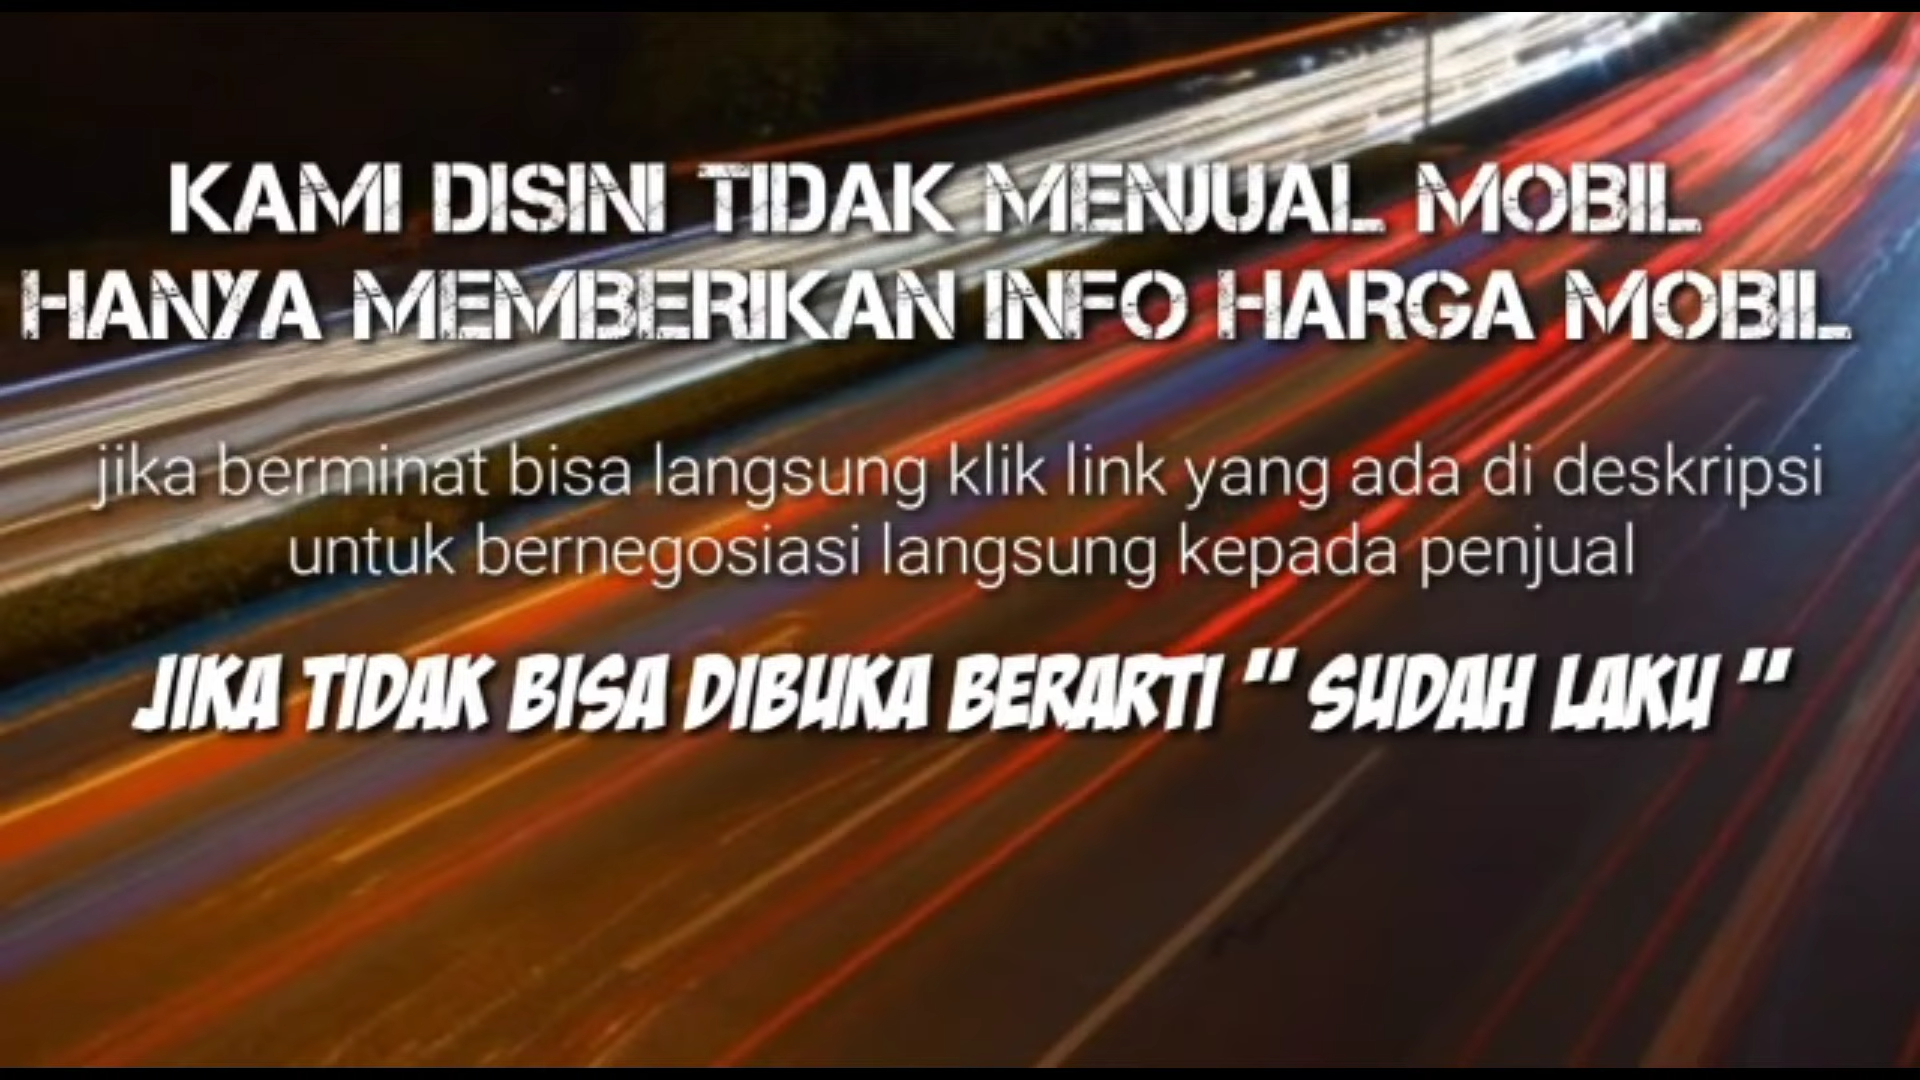 KAMI DISINI TIDAK MENJUAL MOBIL
HANYA MEMBERIKAN INFO HARGA MOBIL
jika berminat bisa langsung klik link yang ada di deskripsi
untuk bernegosiasi langsung kepada penjual
JIKA TIDAK BISA DIBUKA BERARTI " SUDAH LAKU "